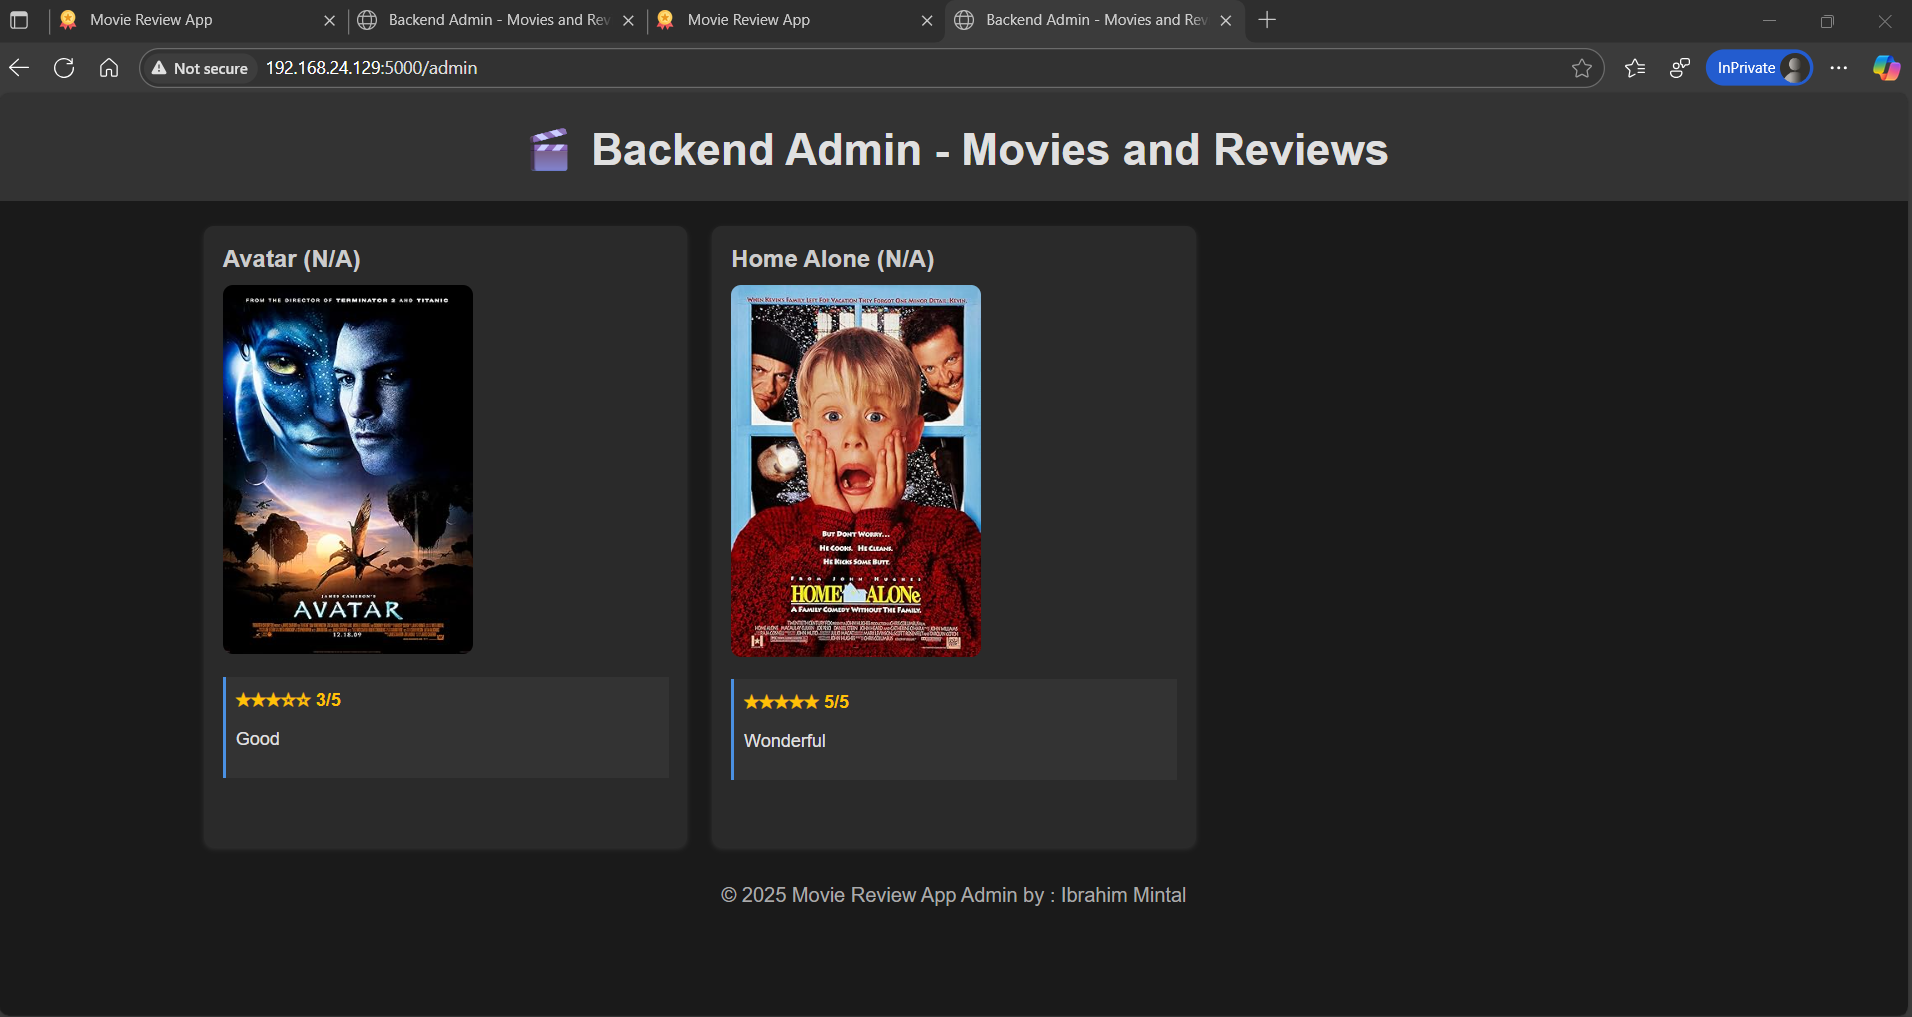 Movie Review App
Backend Admin - Movies and Rev
Movie Review App
Backend Admin - Movies and Rev
Not secure 192.168.24.129:5000/admin
InPrivate
Backend Admin - Movies and Reviews
Avatar (N/A)
FROM THE DIRECTOR OF TERMINATOR 2 AND TITANIC
JAMES CAMERON'S
AVATAR
12.18.09
★★★☆☆ 3/5
Good
Home Alone (N/A)
WHEN KEVIN'S FAMILY LEFT FOR VACATION THEY FORGOT ONE MINOR DETAIL: KEVIN.
BUT DON'T WORRY...
HE COOKS. HE CLEANS.
HE KICKS SOME BUTT.
FROM JOHN HUGHES
HOME ALONe
A FAMILY COMEDY WITHOUT THE FAMILY.
★★★★★ 5/5
Wonderful
© 2025 Movie Review App Admin by : Ibrahim Mintal